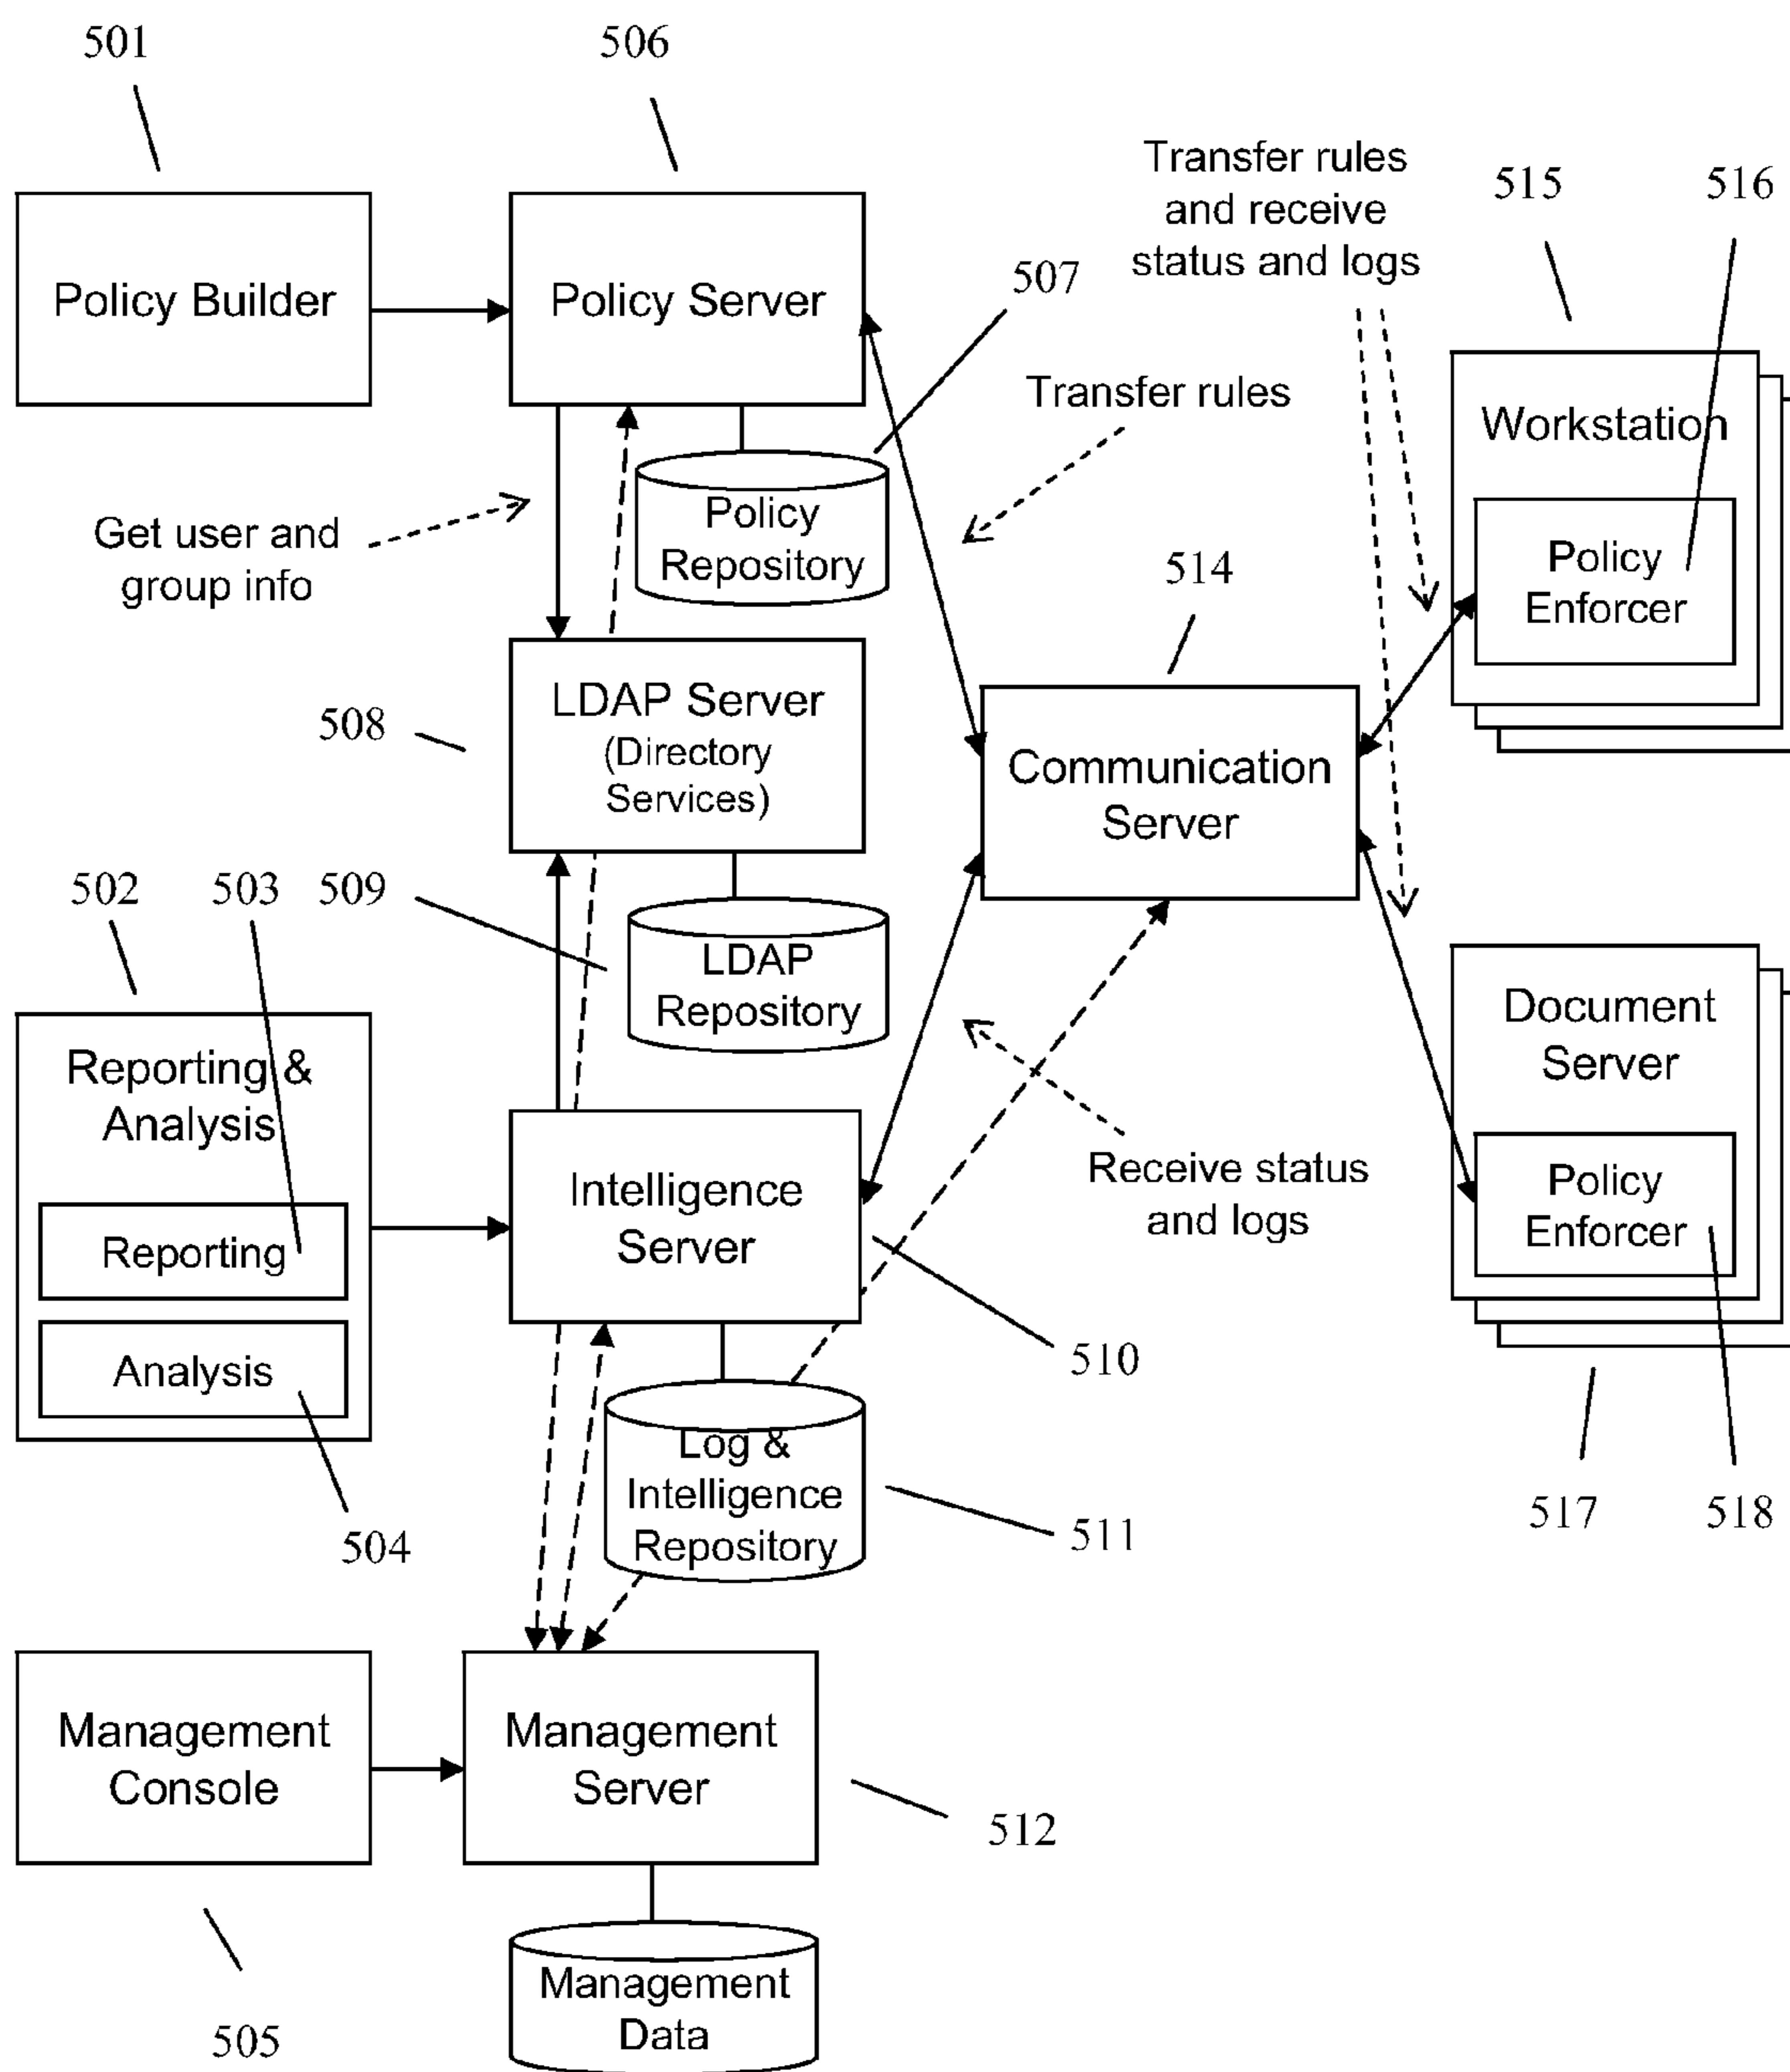 501
506
Transfer rules
and receive
status and logs
515
516
Policy Builder
Policy Server
507
Transfer rules
Workstation
Policy
Enforcer
Get user and
group info
Policy
Repository
514
508
LDAP Server
(Directory
Services)
Communication
Server
502
503
509
LDAP
Repository
Document
Server
Policy
Enforcer
Reporting &
Analysis
Reporting
Analysis
Intelligence
Server
Receive status
and logs
510
504
Log &
Intelligence
Repository
511
517
518
Management
Console
Management
Server
512
505
Management
Data